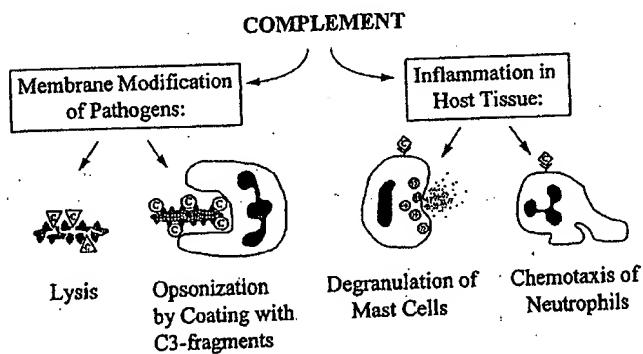 COMPLEMENT
Membrane Modification
of Pathogens:
Inflammation in
Host Tissue:
C C
C
C C C
C C
C
C
Lysis
Opsonization
by Coating with
C3-fragments
Degranulation of
Mast Cells
Chemotaxis of
Neutrophils